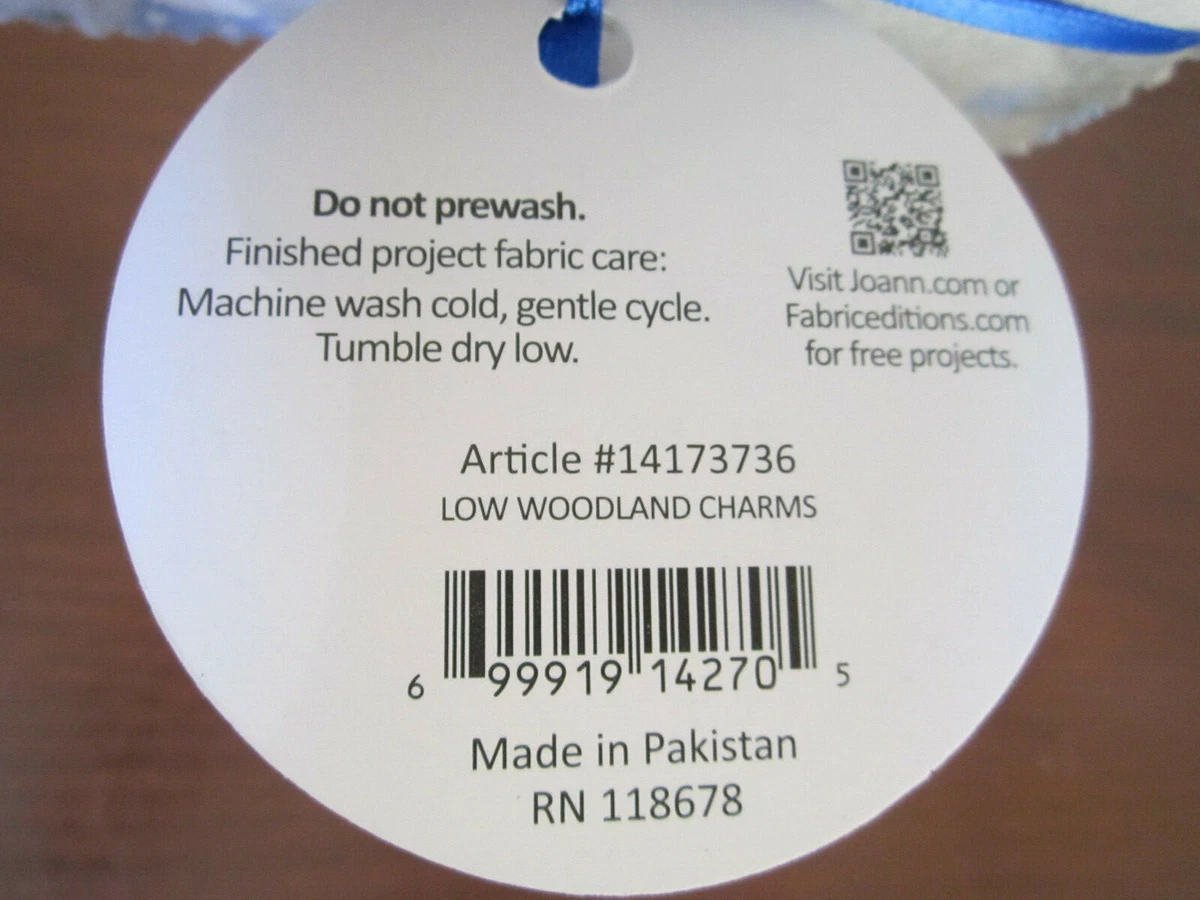 Do not prewash.
Finished project fabric care:
Machine wash cold, gentle cycle.
Tumble dry low.
Visit Joann.com or
Fabriceditions.com
for free projects.
Article #14173736
LOW WOODLAND CHARMS
6 99919 14270 5
Made in Pakistan
RN 118678